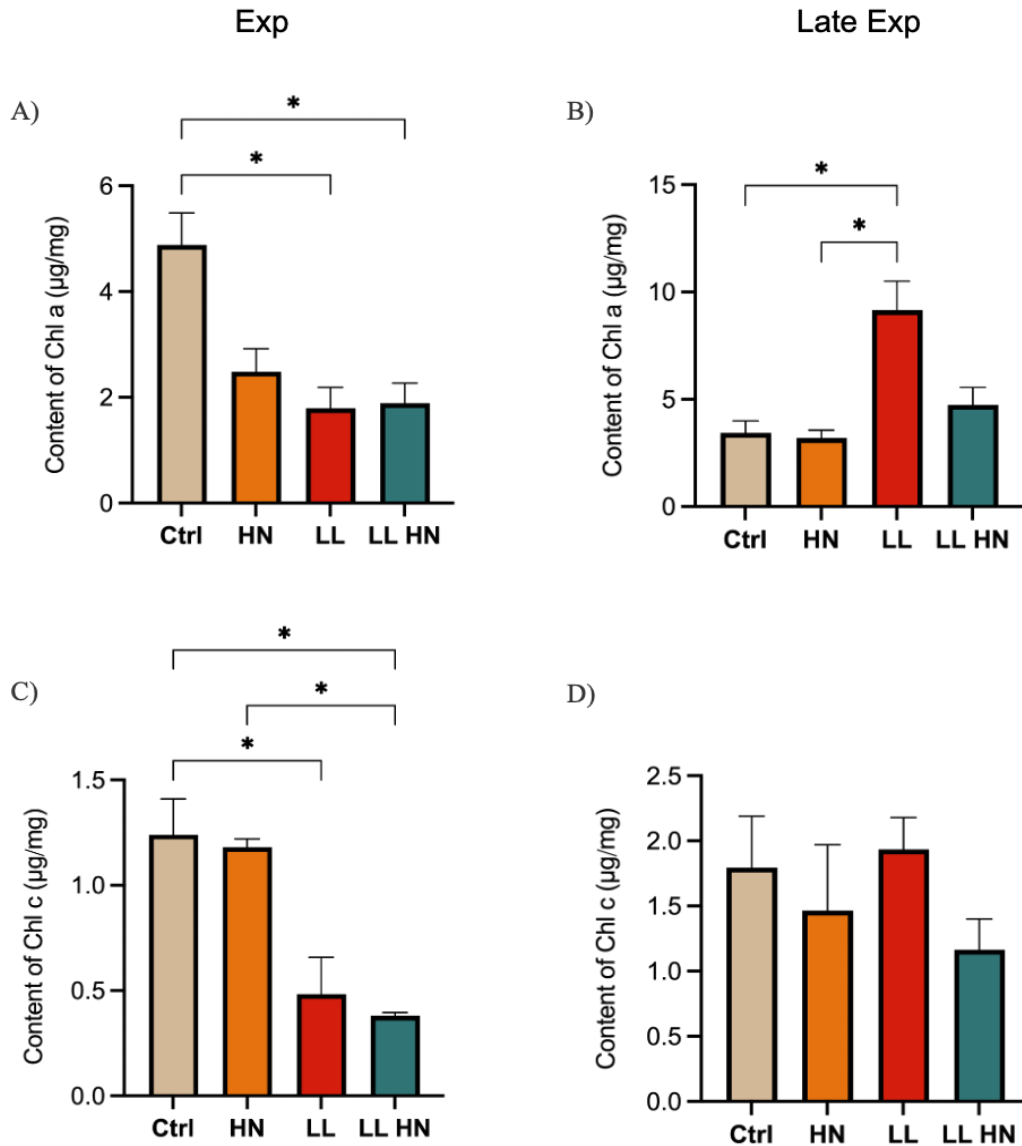 Exp
Late Exp
A)
*
*
Content of Chl a (µg/mg)
6
4
2
0
Ctrl HN LL LL HN
B)
*
*
Content of Chl a (µg/mg)
15
10
5
0
Ctrl HN LL LL HN
C)
*
*
*
Content of Chl c (µg/mg)
1.5
1.0
0.5
0.0
Ctrl HN LL LL HN
D)
Content of Chl c (µg/mg)
2.5
2.0
1.5
1.0
0.5
0.0
Ctrl HN LL LL HN